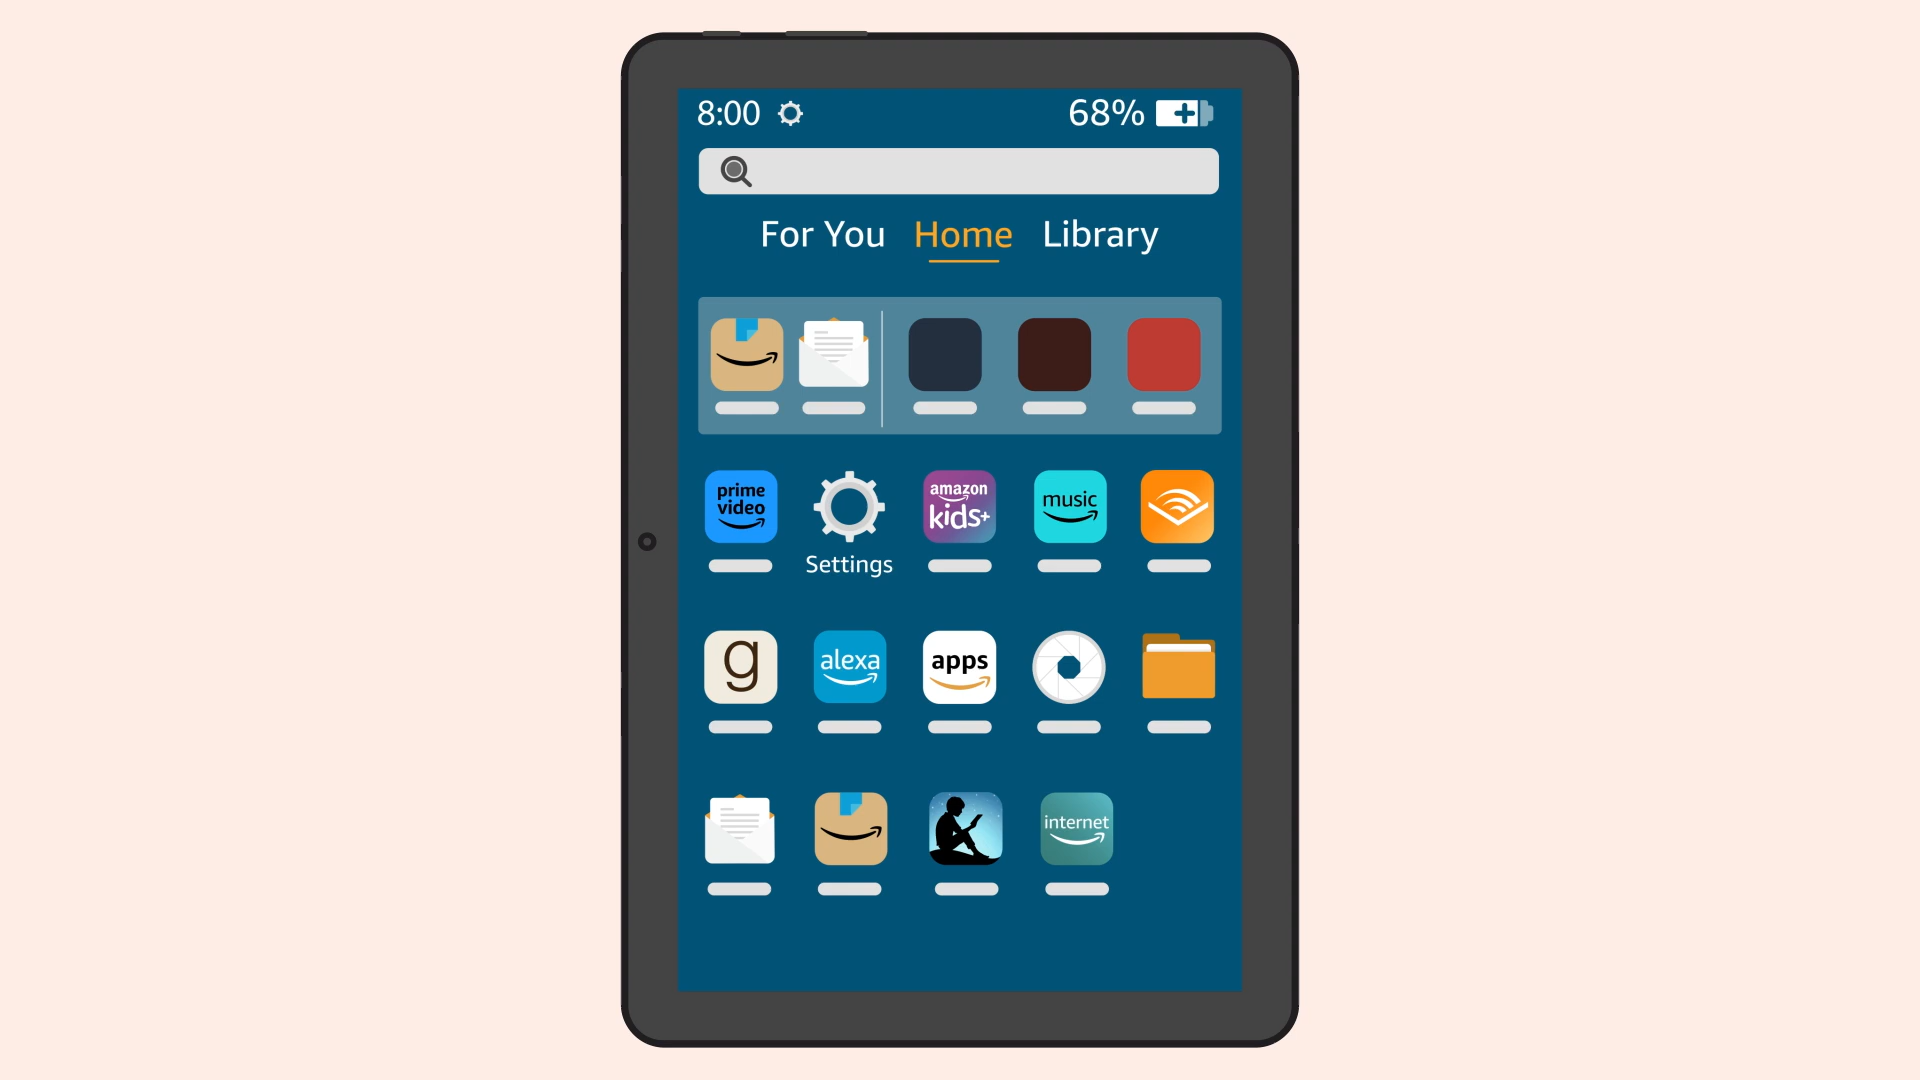 8:00 68%
For You Home Library
prime
video
amazon
kids+
music
Settings
g
alexa
apps
internet